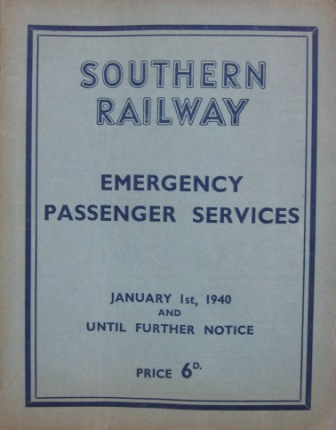 SOUTHERN
RAILWAY
EMERGENCY
PASSENGER SERVICES
JANUARY 1st, 1940
AND
UNTIL FURTHER NOTICE
PRICE 6D.